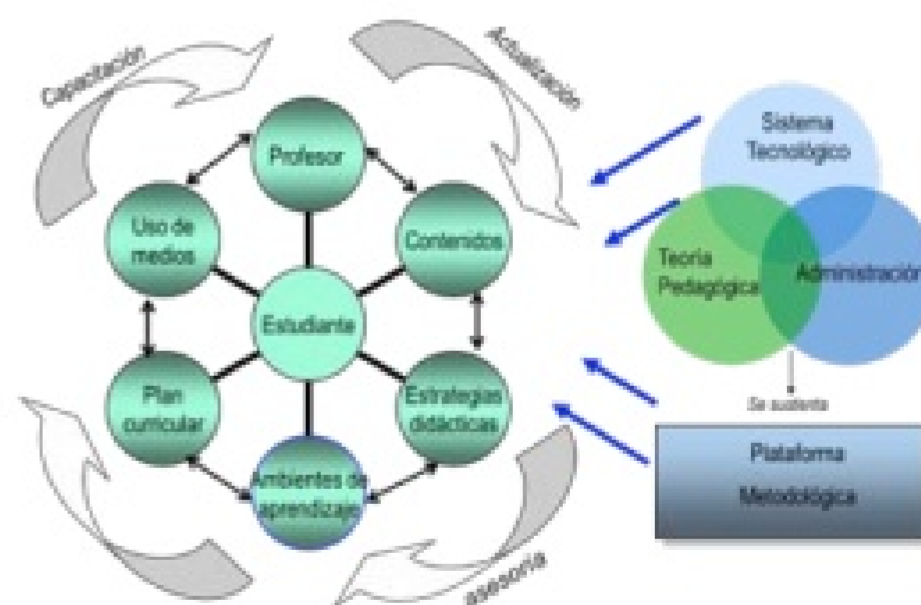 Capacitación
Actualización
Profesor
Uso de
medios
Contenidos
Estudiante
Plan
curricular
Estrategias
didácticas
Ambientes de
aprendizaje
asesoría
Sistema
Tecnológico
Teoría
Pedagógica
Administración
Se sustenta
Plataforma
Metodológica